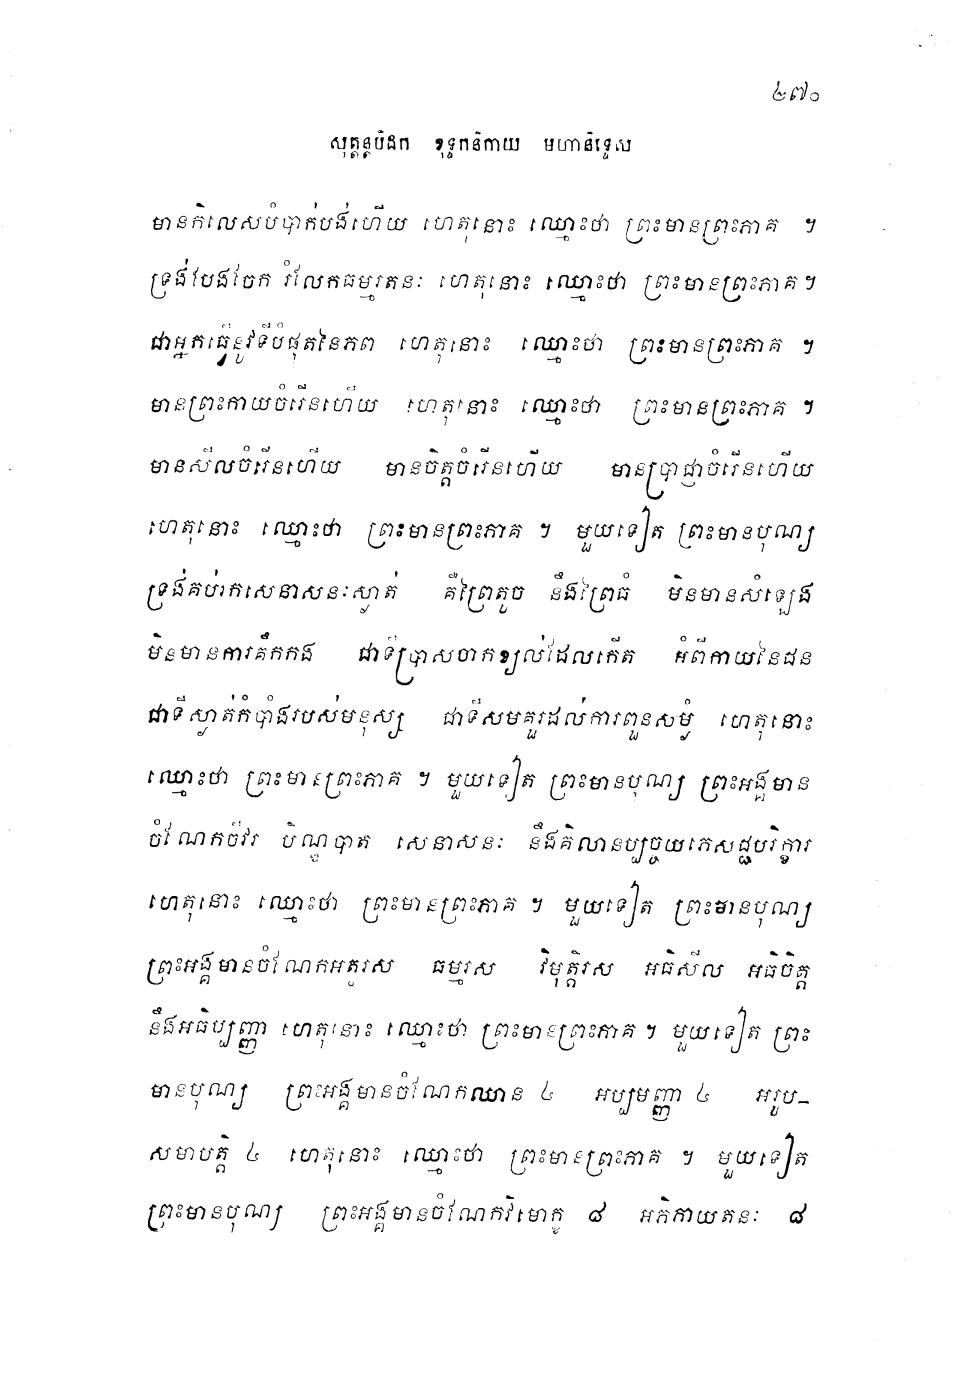 ៤៧០
សុត្តន្តបិដក ខុទ្ទកនិកាយ មហានិទ្ទេស
មានកិលេសបំបាក់បង់ហើយ ហេតុនោះ ឈ្មោះថា ព្រះមានព្រះភាគ ។
ទ្រង់បែងចែក រំលែកធម្មរតនៈ ហេតុនោះ ឈ្មោះថា ព្រះមានព្រះភាគ។
ជាអ្នកធ្វើនូវទីបំផុតនៃភព ហេតុនោះ ឈ្មោះថា ព្រះមានព្រះភាគ ។
មានព្រះកាយចំរើនហើយ ហេតុនោះ ឈ្មោះថា ព្រះមានព្រះភាគ ។
មានសីលចំរើនហើយ មានចិត្តចំរើនហើយ មានប្រាជ្ញាចំរើនហើយ
ហេតុនោះ ឈ្មោះថា ព្រះមានព្រះភាគ ។ មួយទៀត ព្រះមានបុណ្យ
ទ្រង់គប់រកសេនាសនៈស្ងាត់ គឺព្រៃតូច នឹងព្រៃធំ មិនមានសំឡេង
មិនមានការគឹកកង ជាទីប្រាសចាកខ្យល់ដែលកើត អំពីកាយនៃជន
ជាទីស្ងាត់កំបាំងរបស់មនុស្ស ជាទីសមគួរដល់ការពួនសម្ងំ ហេតុនោះ
ឈ្មោះថា ព្រះមានព្រះភាគ ។ មួយទៀត ព្រះមានបុណ្យ ព្រះអង្គមាន
ចំណែកចីវរ បិណ្ឌបាត សេនាសនៈ នឹងគិលានប្បច្ចយភេសជ្ជបរិក្ខារ
ហេតុនោះ ឈ្មោះថា ព្រះមានព្រះភាគ ។ មួយទៀត ព្រះមានបុណ្យ
ព្រះអង្គមានចំណែកអត្ថរស ធម្មរស វិមុត្តិរស អធិសីល អធិចិត្ត
នឹងអធិប្បញ្ញា ហេតុនោះ ឈ្មោះថា ព្រះមានព្រះភាគ ។ មួយទៀត ព្រះ
មានបុណ្យ ព្រះអង្គមានចំណែកឈាន ៤ អប្បមញ្ញា ៤ អរូប-
សមាបត្តិ ៤ ហេតុនោះ ឈ្មោះថា ព្រះមានព្រះភាគ ។ មួយទៀត
ព្រះមានបុណ្យ ព្រះអង្គមានចំណែកវិមោក្ខ ៨ អភិភាយតនៈ ៨